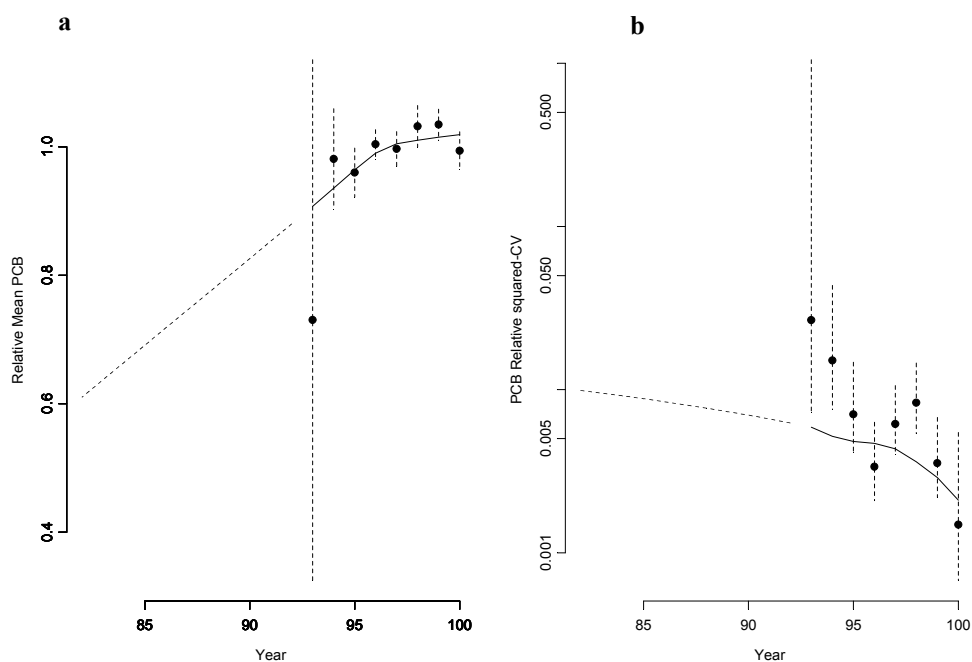 a
Relative Mean PCB
1.0
0.8
0.6
0.4
85 90 95 100
Year
b
PCB Relative squared-CV
0.500
0.050
0.005
0.001
85 90 95 100
Year